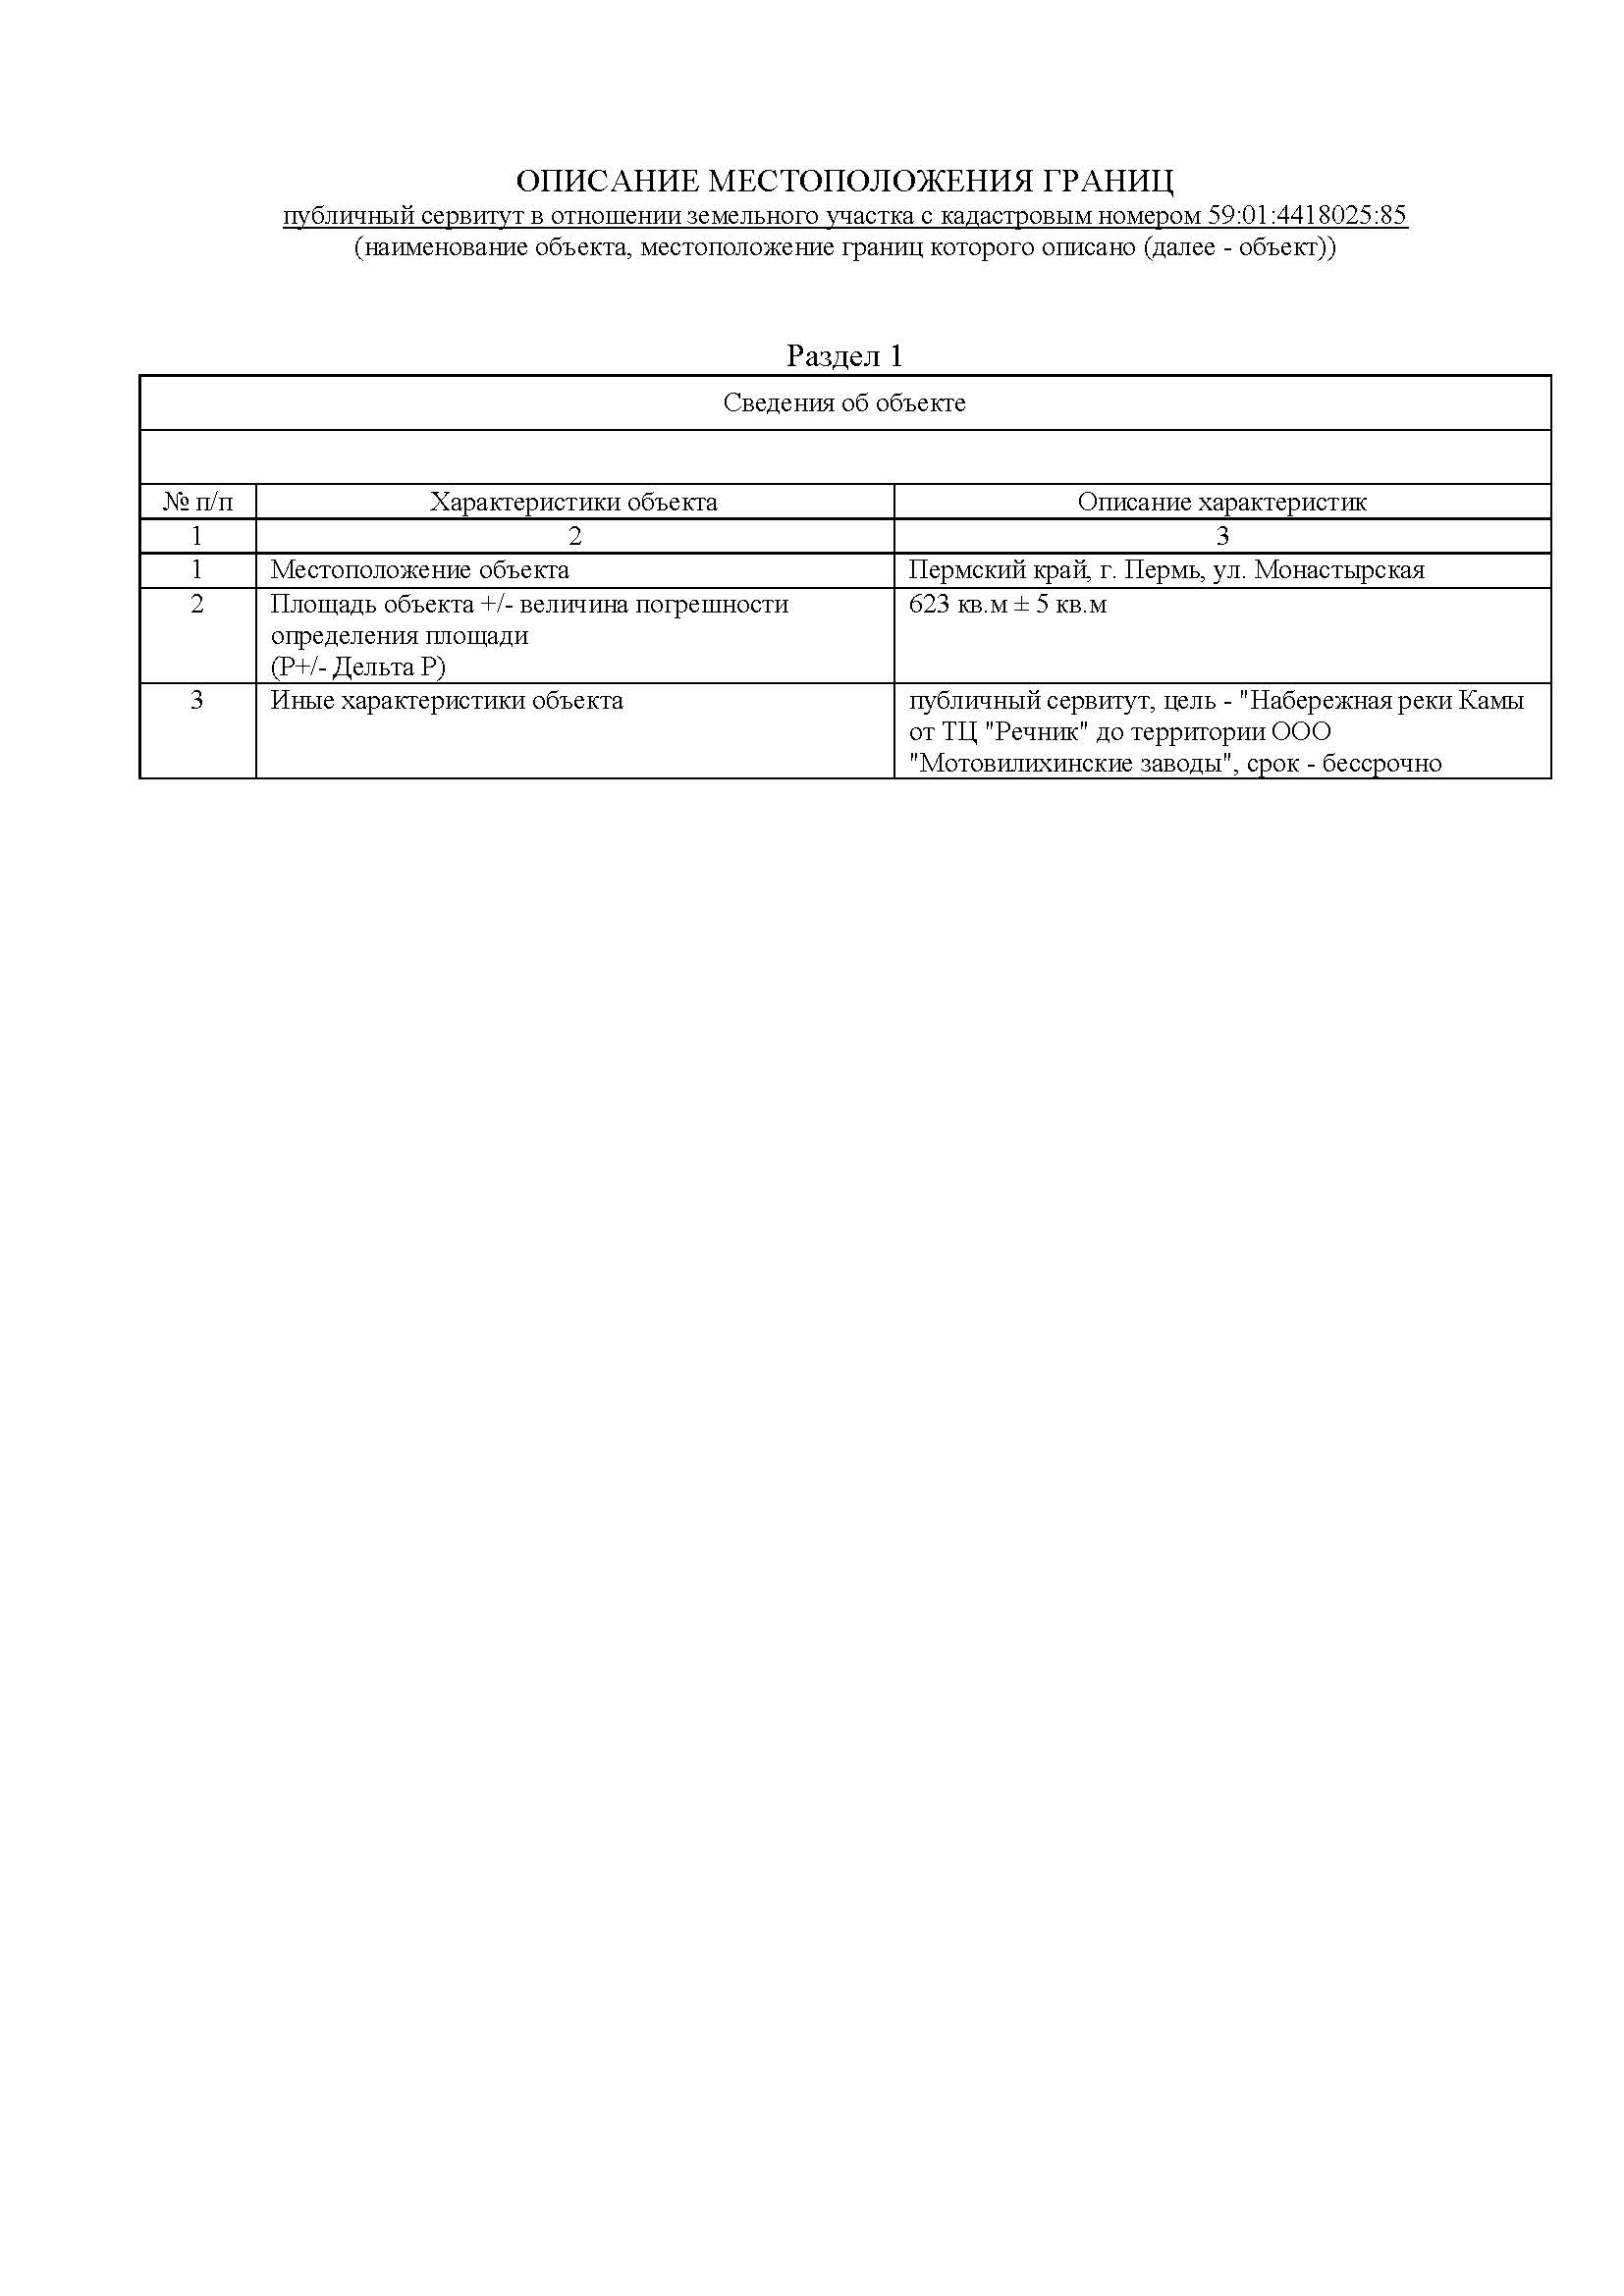 ОПИСАНИЕ МЕСТОПОЛОЖЕНИЯ ГРАНИЦ
публичный сервитут в отношении земельного участка с кадастровым номером 59:01:4418025:85
(наименование объекта, местоположение границ которого описано (далее - объект))
Раздел 1
Сведения об объекте
№ п/п Характеристики объекта Описание характеристик
1 2 3
1 Местоположение объекта Пермский край, г. Пермь, ул. Монастырская
2 Площадь объекта +/- величина погрешности 623 кв.м ± 5 кв.м
определения площади
(Р+/- Дельта Р)
3 Иные характеристики объекта публичный сервитут, цель - "Набережная реки Камы
от ТЦ "Речник" до территории ООО
"Мотовилихинские заводы", срок - бессрочно